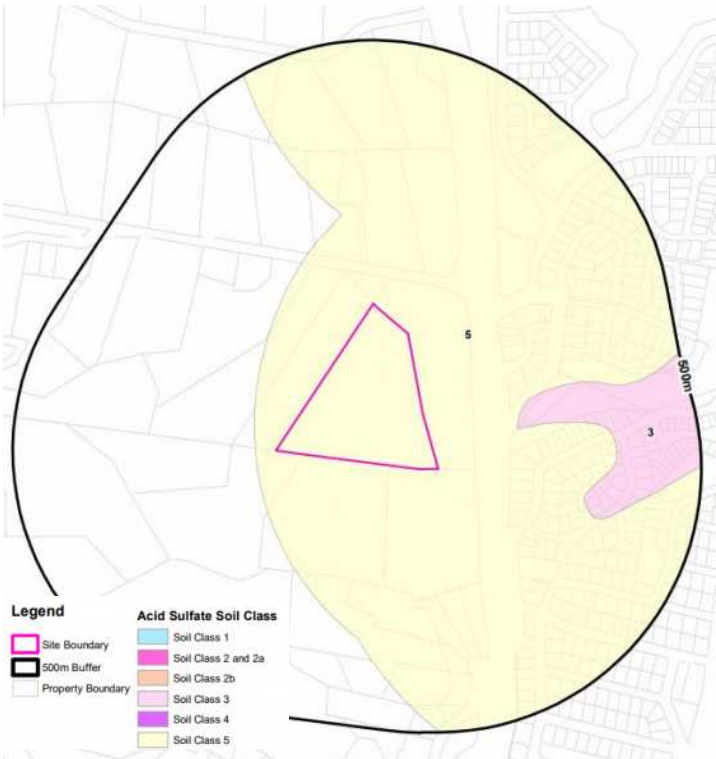 5
500m
3
Legend
Site Boundary
500m Buffer
Property Boundary
Acid Sulfate Soil Class
Soil Class 1
Soil Class 2 and 2a
Soil Class 2b
Soil Class 3
Soil Class 4
Soil Class 5